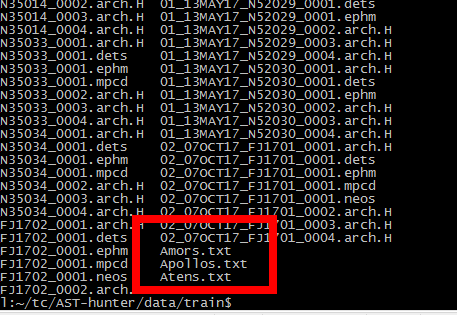 N35014_0002.arch.H 01_13MAY17_N52029_0001.dets
N35014_0003.arch.H 01_13MAY17_N52029_0001.ephm
N35014_0004.arch.H 01_13MAY17_N52029_0002.arch.H
N35033_0001.arch.H 01_13MAY17_N52029_0003.arch.H
N35033_0001.dets 01_13MAY17_N52029_0004.arch.H
N35033_0001.ephm 01_13MAY17_N52030_0001.arch.H
N35033_0001.mpcd 01_13MAY17_N52030_0001.dets
N35033_0002.arch.H 01_13MAY17_N52030_0001.ephm
N35033_0003.arch.H 01_13MAY17_N52030_0002.arch.H
N35033_0004.arch.H 01_13MAY17_N52030_0003.arch.H
N35034_0001.arch.H 01_13MAY17_N52030_0004.arch.H
N35034_0001.dets 02_07OCT17_FJ1701_0001.arch.H
N35034_0001.ephm 02_07OCT17_FJ1701_0001.dets
N35034_0001.mpcd 02_07OCT17_FJ1701_0001.ephm
N35034_0002.arch.H 02_07OCT17_FJ1701_0001.mpcd
N35034_0003.arch.H 02_07OCT17_FJ1701_0001.neos
N35034_0004.arch.H 02_07OCT17_FJ1701_0002.arch.H
FJ1702_0001.arch.H 02_07OCT17_FJ1701_0003.arch.H
FJ1702_0001.dets 02_07OCT17_FJ1701_0004.arch.H
FJ1702_0001.ephm Amors.txt
FJ1702_0001.mpcd Apollos.txt
FJ1702_0001.neos Atens.txt
FJ1702_0002.arch.
l:~/tc/AST-hunter/data/train$